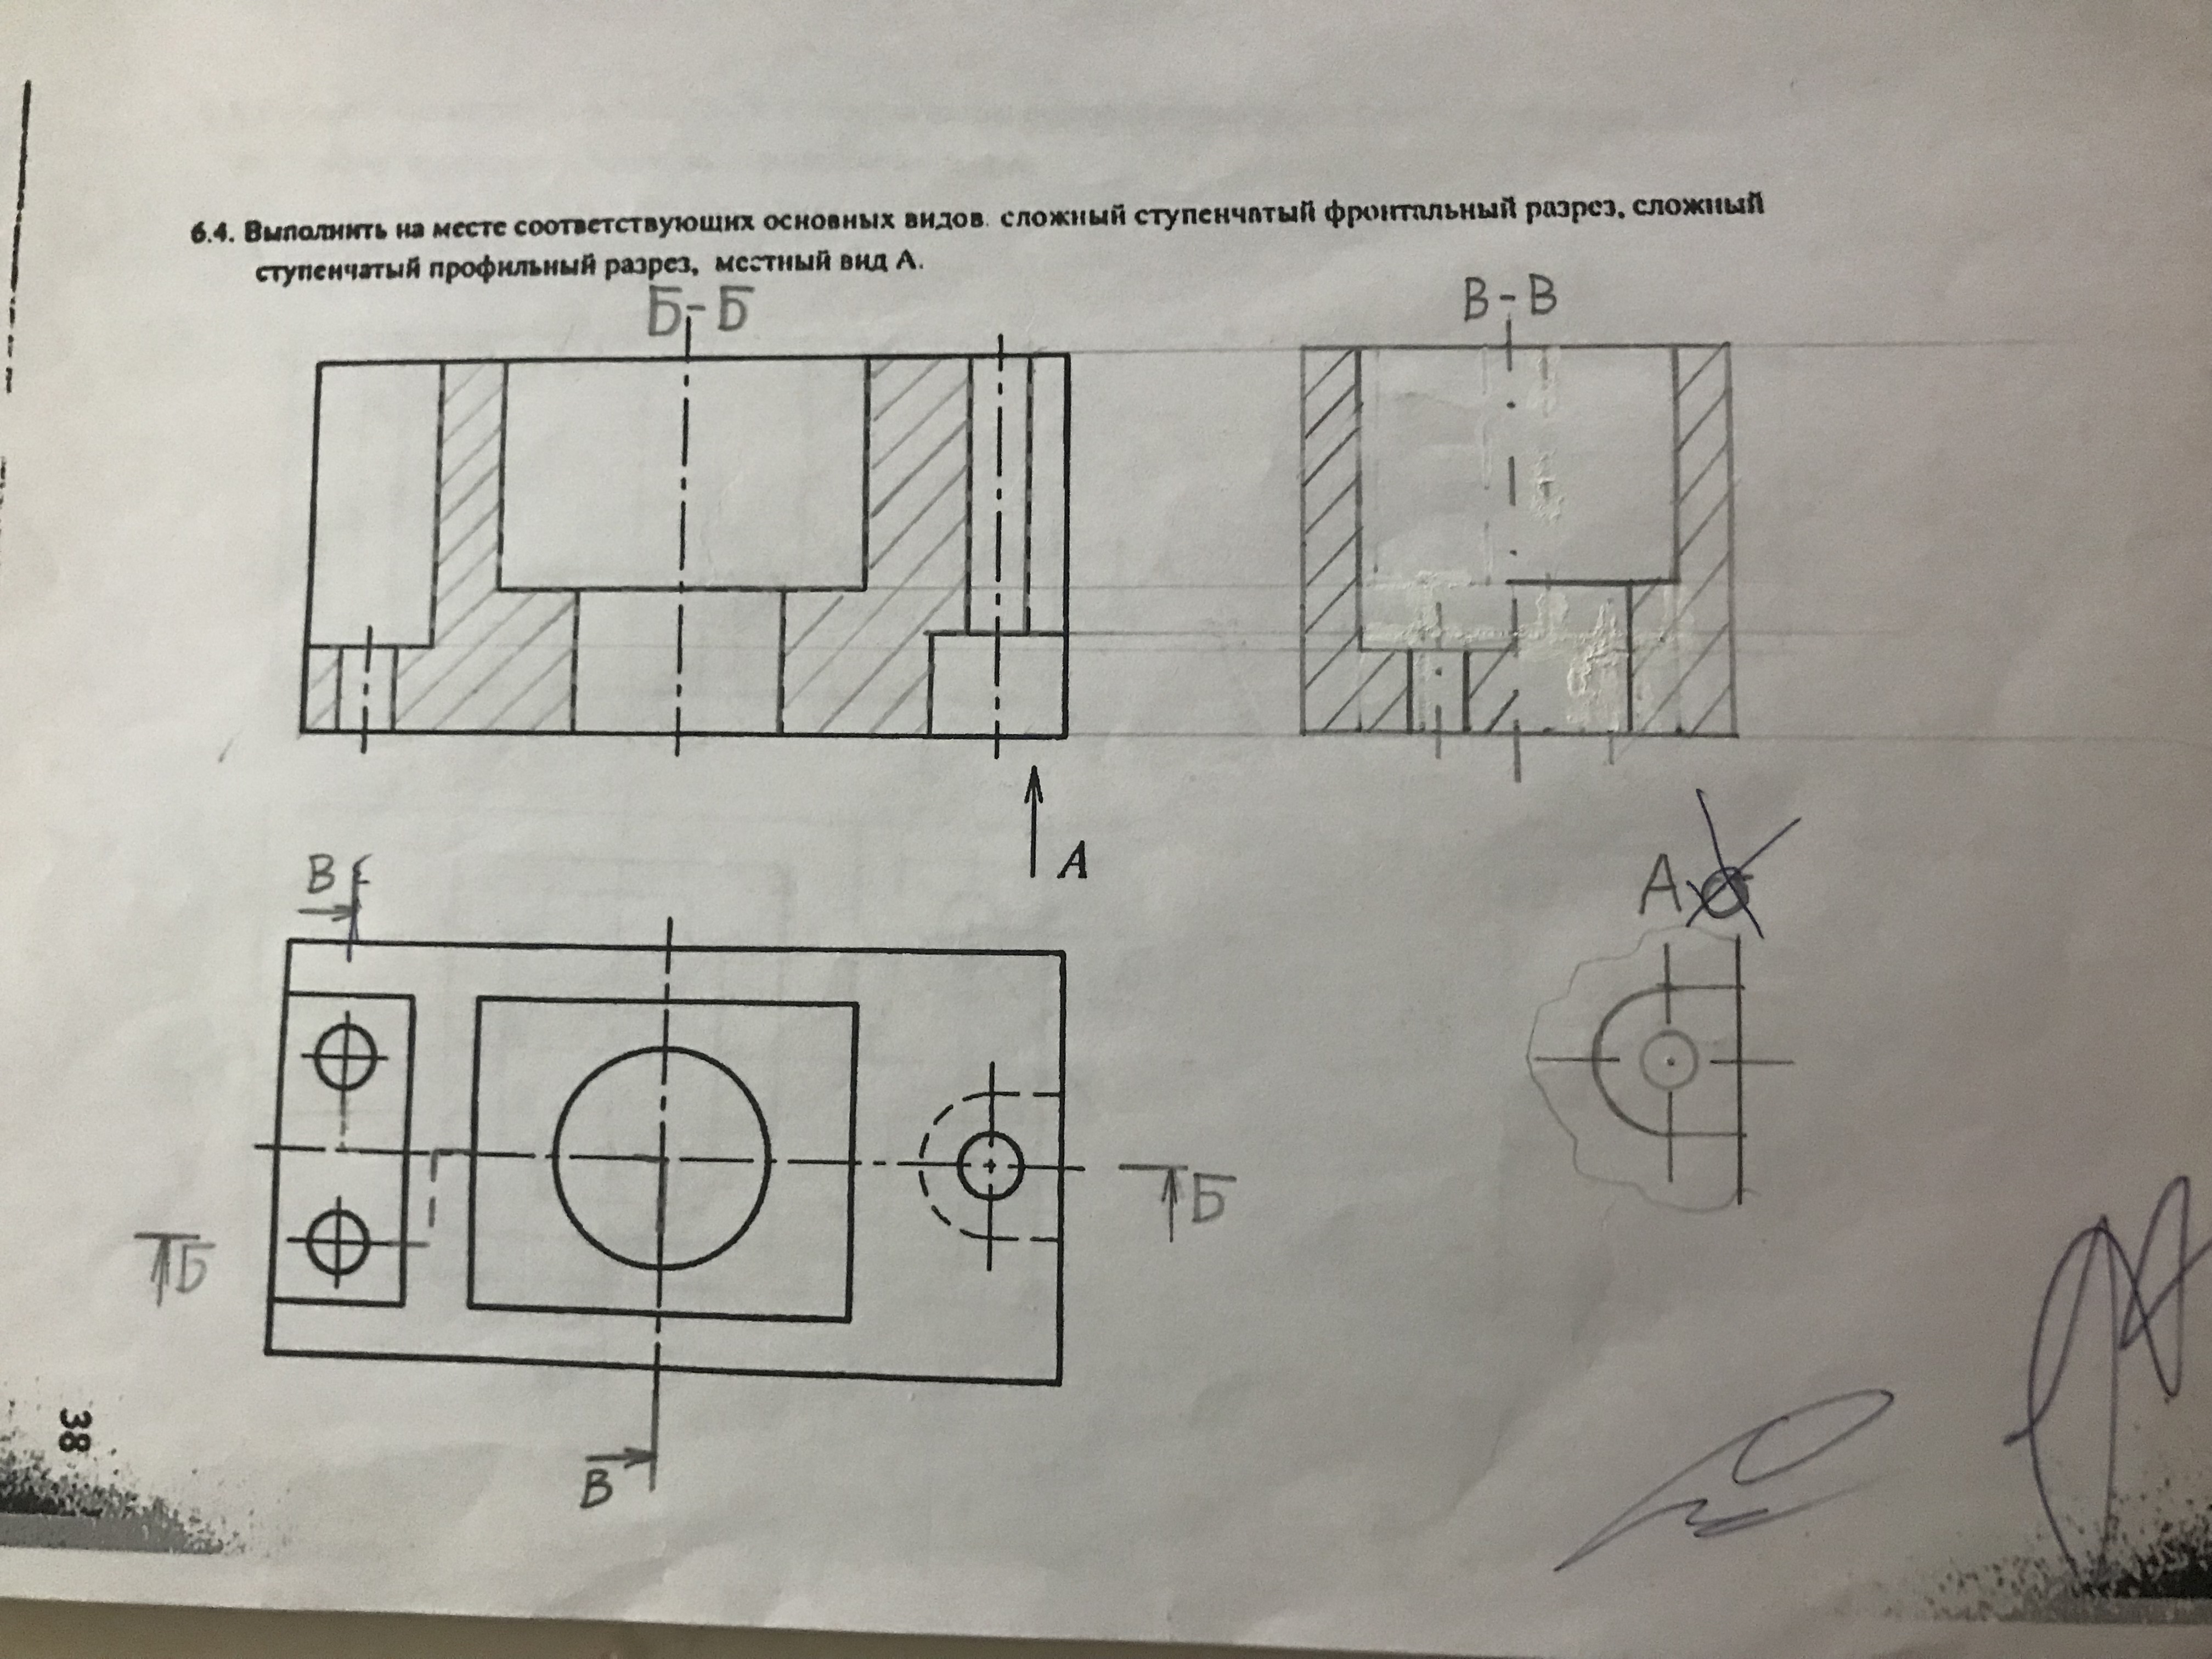 6.4. Выполнить на месте соответствующих основных видов сложный ступенчатый фронтальный разрез, сложный
ступенчатый профильный разрез, местный вид А.
Б-Б
В-В
А
А
В
В
Б
Б
38